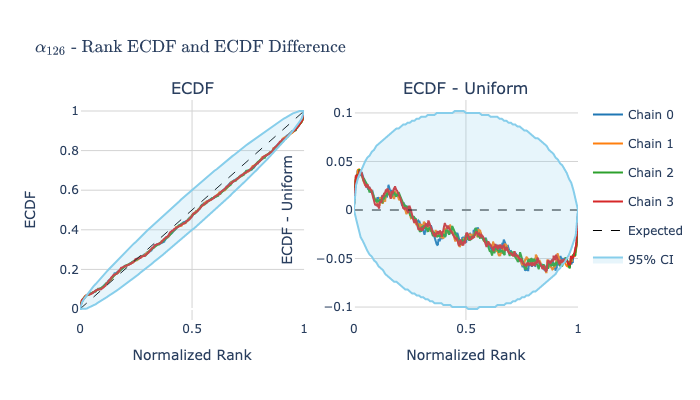 α₁₂₆ - Rank ECDF and ECDF Difference
ECDF
ECDF - Uniform
1
0.8
0.6
0.4
0.2
0
0
0.5
1
ECDF
Normalized Rank
0.1
0.05
0
−0.05
−0.1
0
0.5
1
ECDF - Uniform
Normalized Rank
Chain 0
Chain 1
Chain 2
Chain 3
Expected
95% CI